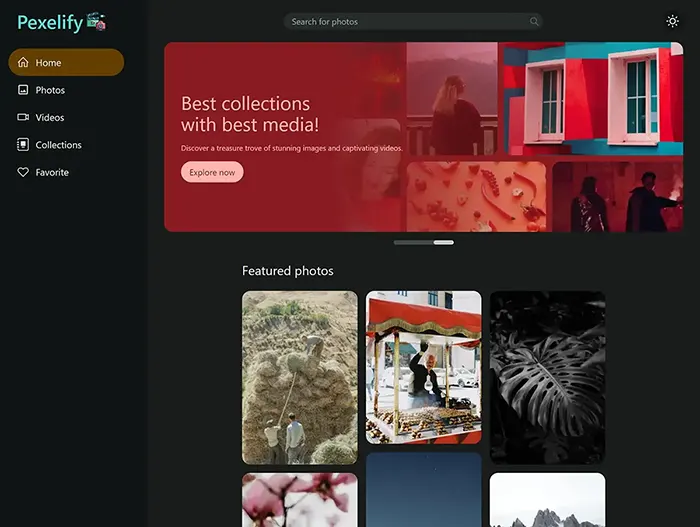 Pexelify
Search for photos
Home
Photos
Videos
Collections
Favorite
Best collections
with best media!
Discover a treasure trove of stunning images and captivating videos.
Explore now
Featured photos